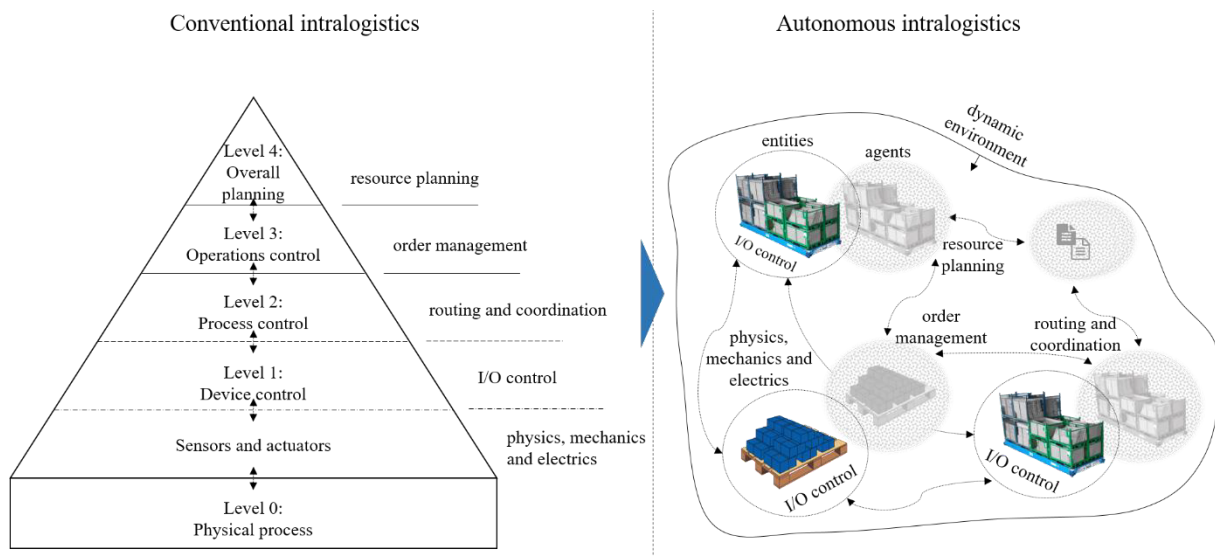 Conventional intralogistics
Level 4:
Overall
planning
resource planning
Level 3:
Operations control
order management
Level 2:
Process control
routing and coordination
Level 1:
Device control
I/O control
Sensors and actuators
physics, mechanics
and electrics
Level 0:
Physical process
Autonomous intralogistics
dynamic
environment
entities
agents
I/O control
resource
planning
order
management
routing and
coordination
physics,
mechanics and
electrics
I/O control
I/O control